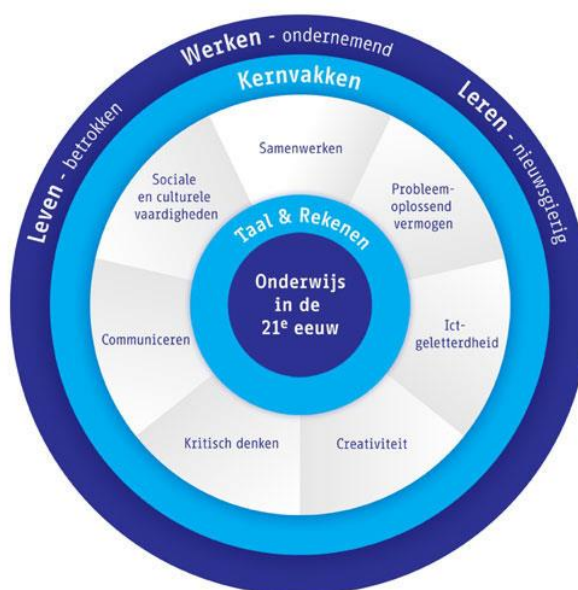 Werken - ondernemend
Leven - betrokken
Leren - nieuwsgierig
Kernvakken
Samenwerken
Sociale
en culturele
vaardigheden
Probleem-
oplossend
vermogen
Taal & Rekenen
Onderwijs
in de
21e eeuw
Communiceren
Ict-
geletterdheid
Kritisch denken
Creativiteit